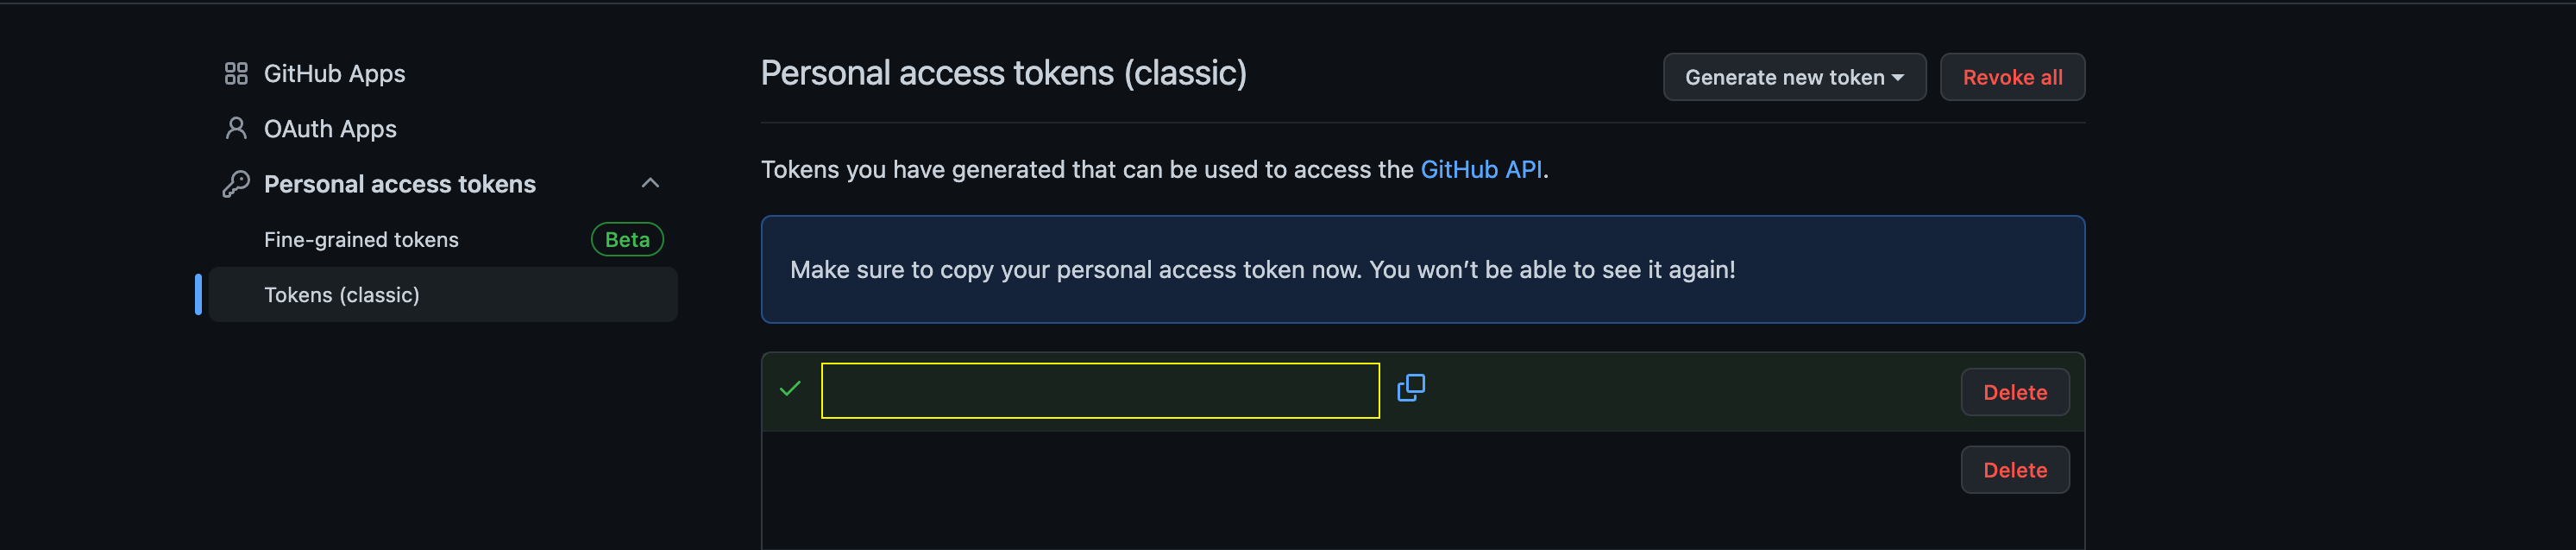 GitHub Apps
OAuth Apps
Personal access tokens
Fine-grained tokens
Beta
Tokens (classic)
Personal access tokens (classic)
Generate new token
Revoke all
Tokens you have generated that can be used to access the GitHub API.
Make sure to copy your personal access token now. You won’t be able to see it again!
Delete
Delete